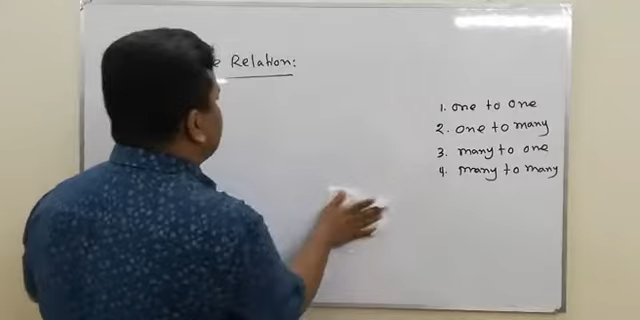 Relation:
1. one to one
2. one to many
3. many to one
4. many to many